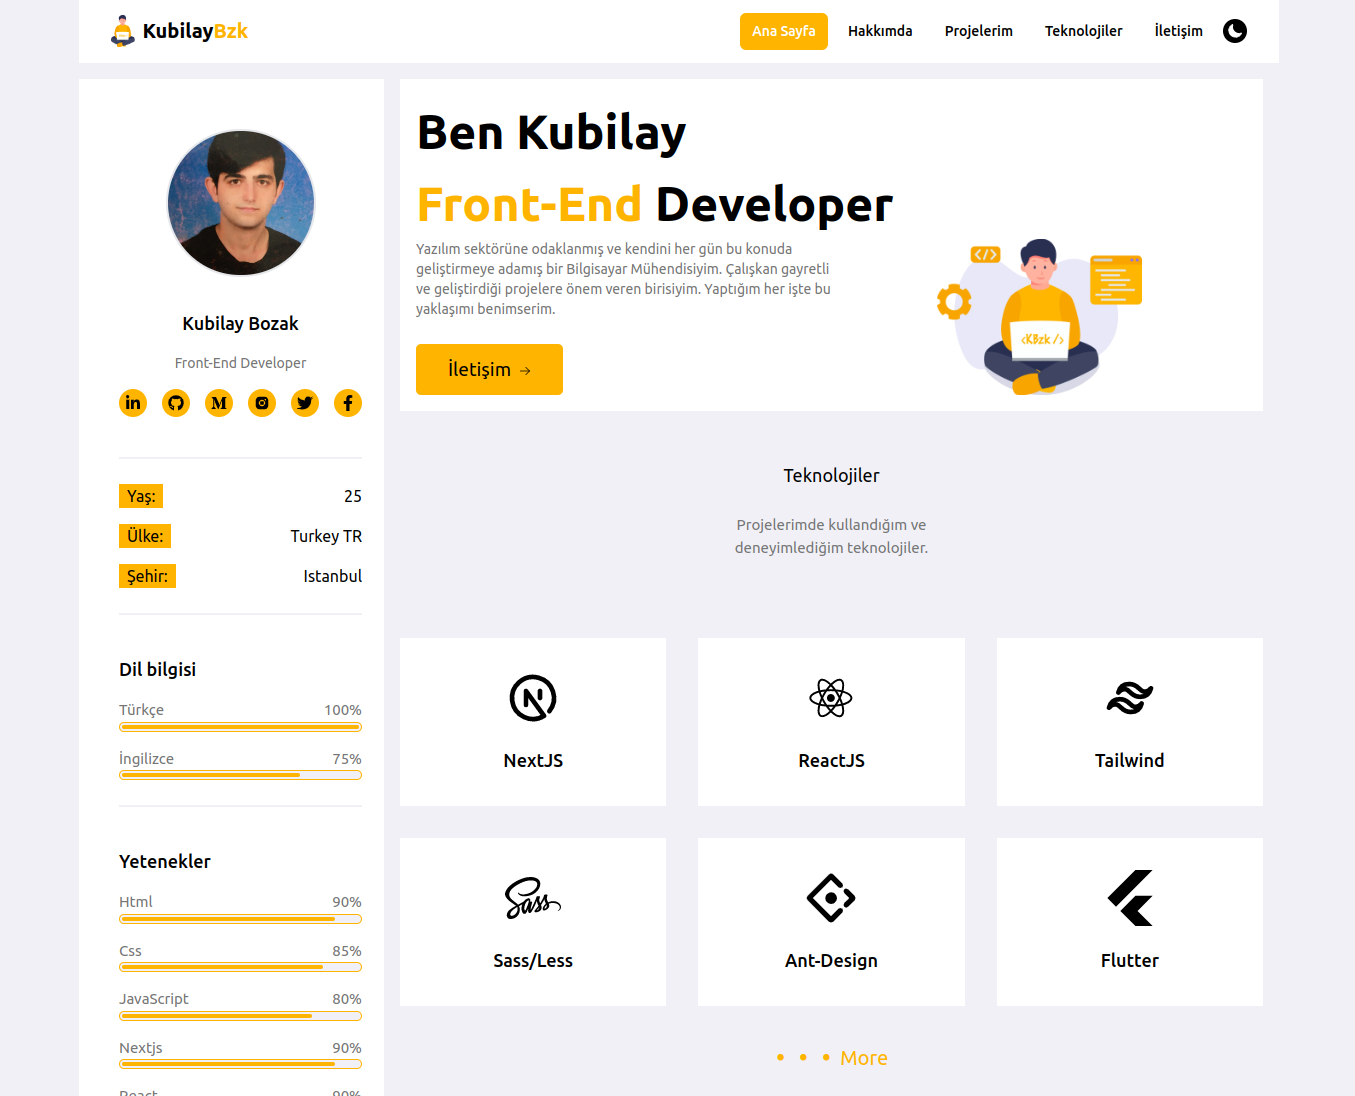 KubilayBzk
Ana Sayfa
Hakkımda
Projelerim
Teknolojiler
İletişim
Kubilay Bozak
Front-End Developer
Yaş:
25
Ülke:
Turkey TR
Şehir:
Istanbul
Dil bilgisi
Türkçe
100%
İngilizce
75%
Yetenekler
Html
90%
Css
85%
JavaScript
80%
Nextjs
90%
React
90%
Ben Kubilay
Front-End Developer
Yazılım sektörüne odaklanmış ve kendini her gün bu konuda
geliştirmeye adamış bir Bilgisayar Mühendisiyim. Çalışkan gayretli
ve geliştirdiği projelere önem veren birisiyim. Yaptığım her işte bu
yaklaşımı benimserim.
İletişim →
</>
<KBzk />
Teknolojiler
Projelerimde kullandığım ve
deneyimlediğim teknolojiler.
NextJS
ReactJS
Tailwind
Sass
Sass/Less
Ant-Design
Flutter
• • • More